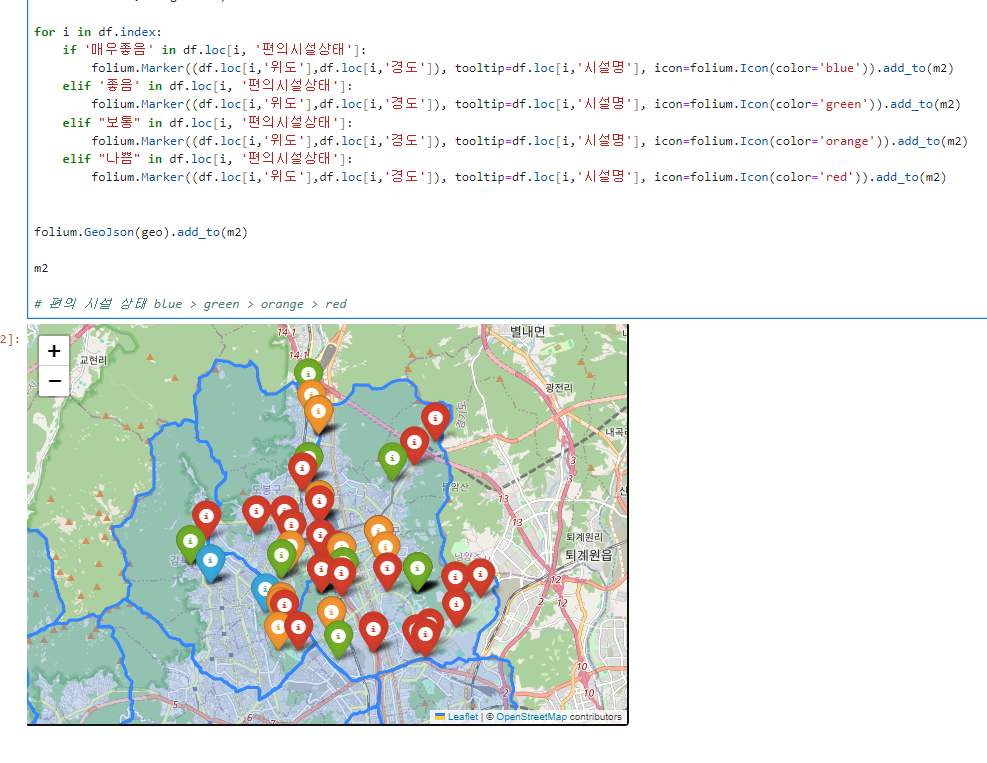 for i in df.index:
    if '매우좋음' in df.loc[i, '편의시설상태']:
        folium.Marker((df.loc[i,'위도'],df.loc[i,'경도']), tooltip=df.loc[i,'시설명'], icon=folium.Icon(color='blue')).add_to(m2)
    elif '좋음' in df.loc[i, '편의시설상태']:
        folium.Marker((df.loc[i,'위도'],df.loc[i,'경도']), tooltip=df.loc[i,'시설명'], icon=folium.Icon(color='green')).add_to(m2)
    elif "보통" in df.loc[i, '편의시설상태']:
        folium.Marker((df.loc[i,'위도'],df.loc[i,'경도']), tooltip=df.loc[i,'시설명'], icon=folium.Icon(color='orange')).add_to(m2)
    elif "나쁨" in df.loc[i, '편의시설상태']:
        folium.Marker((df.loc[i,'위도'],df.loc[i,'경도']), tooltip=df.loc[i,'시설명'], icon=folium.Icon(color='red')).add_to(m2)
folium.GeoJson(geo).add_to(m2)
m2
# 편의 시설 상태 blue > green > orange > red
2]:
+
−
14·1
별내면
교현리
14·1
광전리
내곡
3
도봉구
3
13
13
퇴계원리
퇴계원읍
12
2
12
10
2
10
5
6
7
Leaflet | © OpenStreetMap contributors